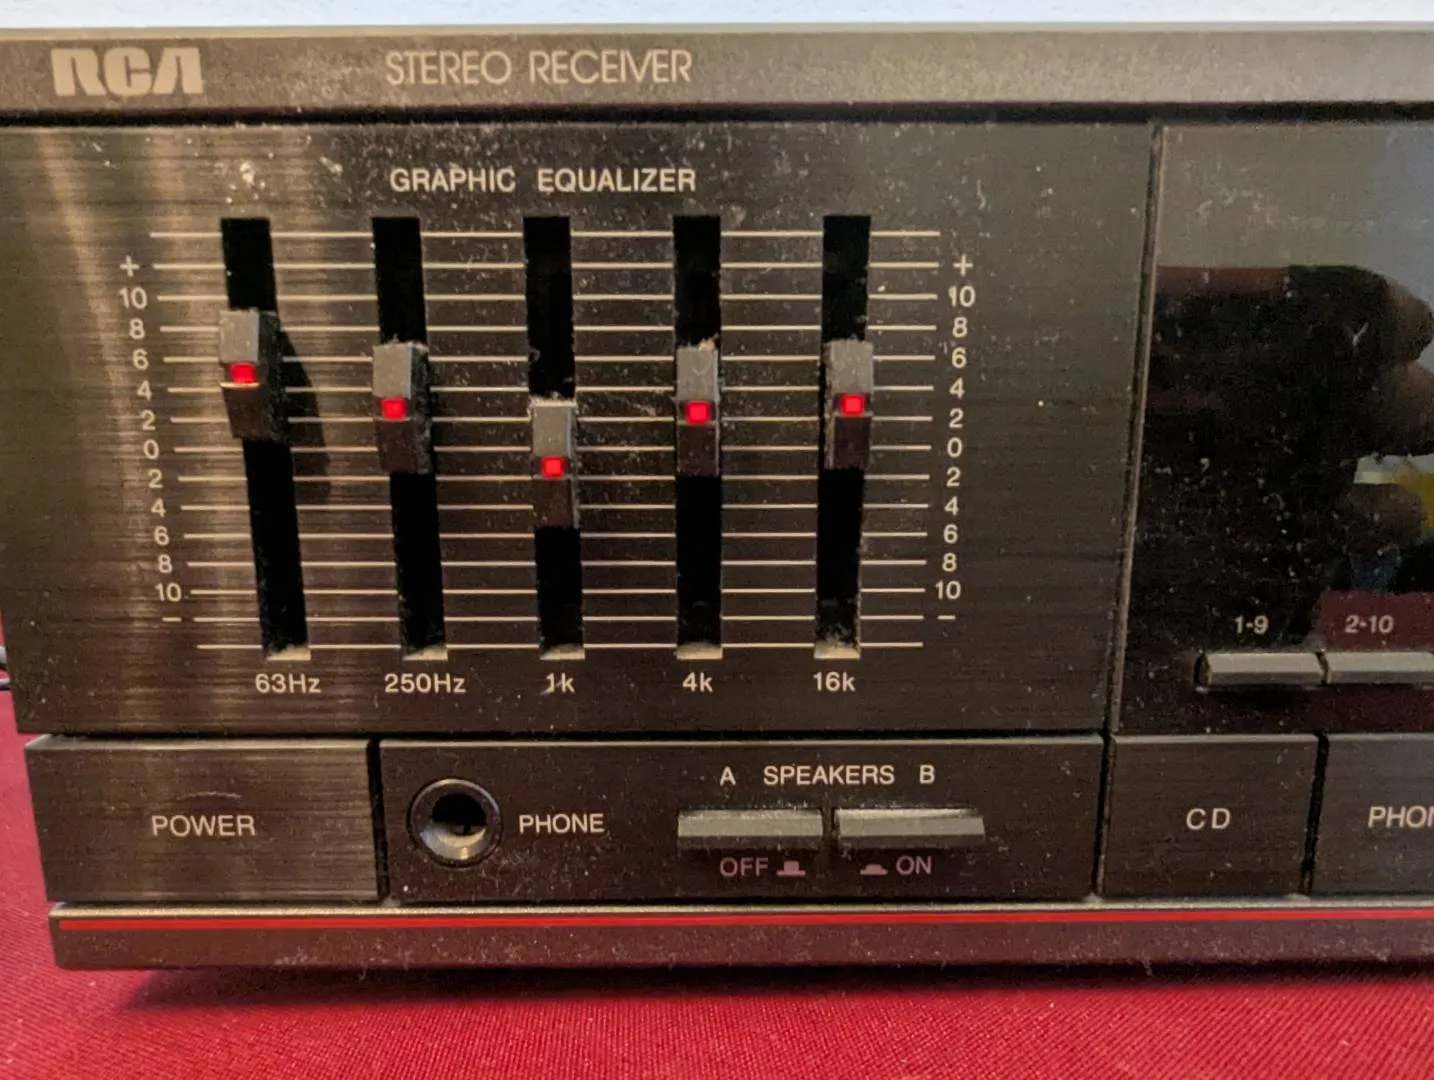 RCA STEREO RECEIVER
GRAPHIC EQUALIZER
+ +
10 10
8 8
6 6
4 4
2 2
0 0
2 2
4 4
6 6
8 8
10 10
- -
63Hz 250Hz 1k 4k 16k
1-9 2-10
A SPEAKERS B
POWER PHONE CD PHON
OFF ON